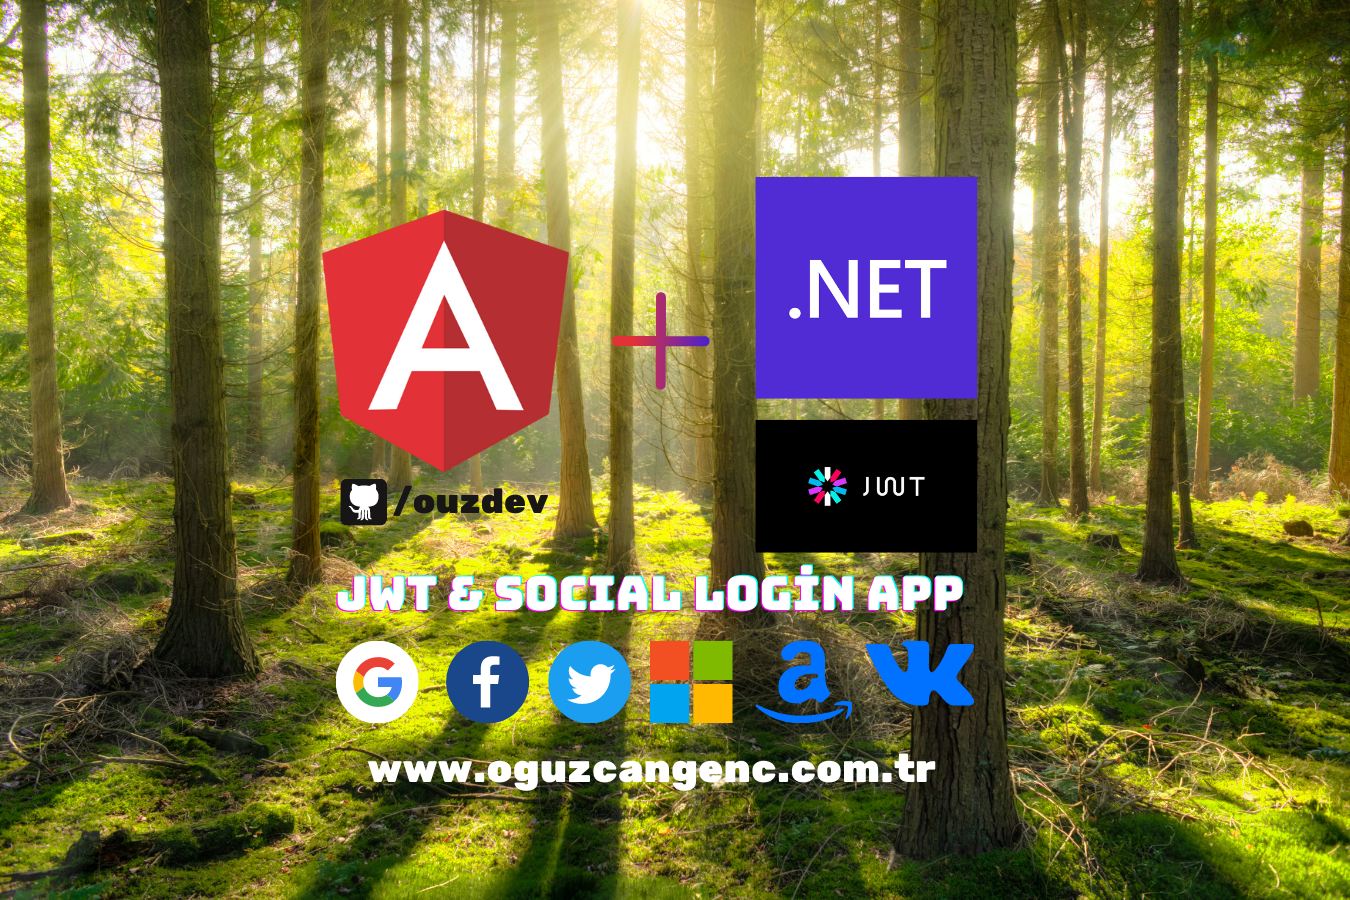 .NET
JWT
/ouzdev
JWT & SOCIAL LOGİN APP
www.oguzcangenc.com.tr